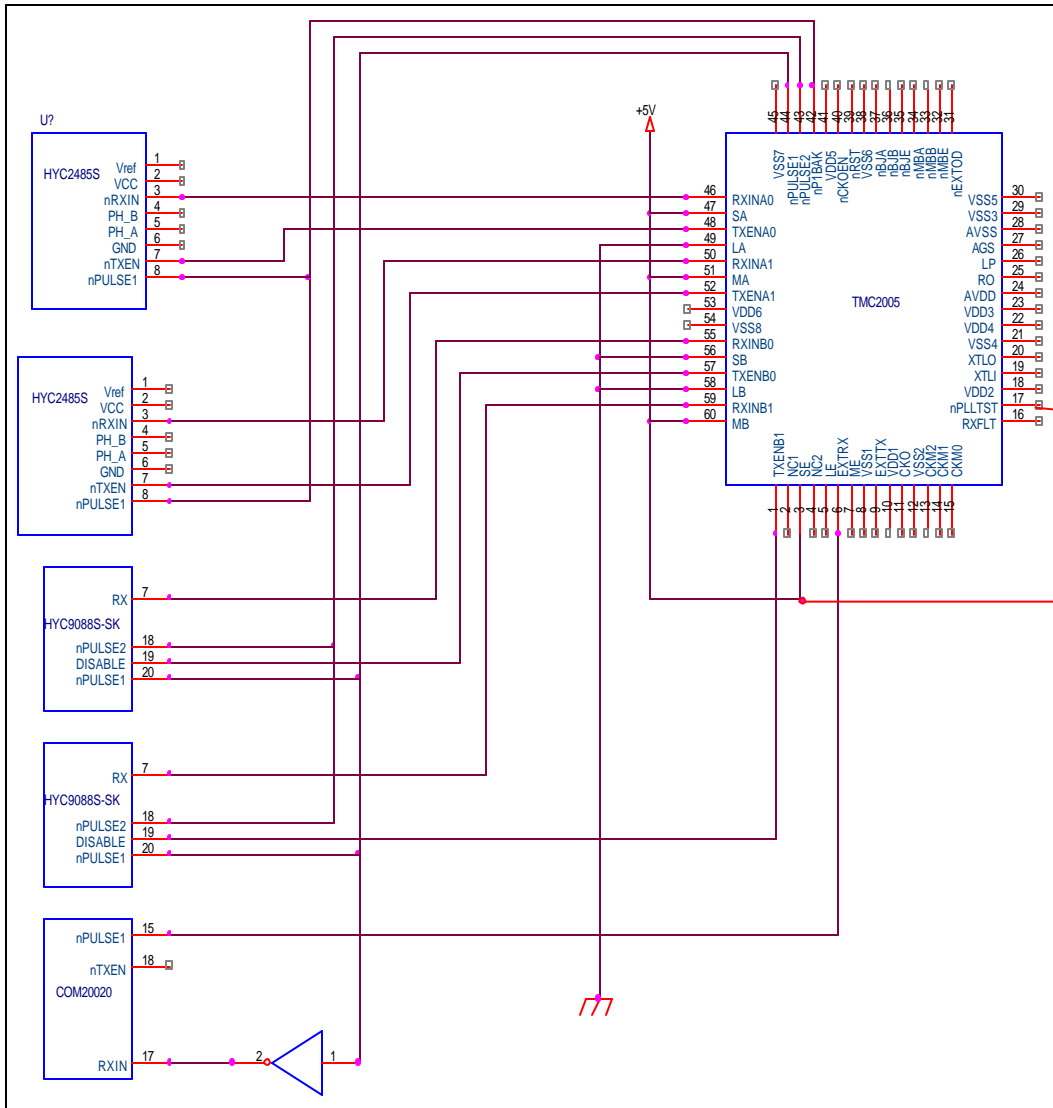 +5V
U?
HYC2485S
Vref 1
VCC 2
nRXIN 3
PH_B 4
PH_A 5
GND 6
nTXEN 7
nPULSE1 8
HYC2485S
Vref 1
VCC 2
nRXIN 3
PH_B 4
PH_A 5
GND 6
nTXEN 7
nPULSE1 8
HYC9088S-SK
RX 7
nPULSE2 18
DISABLE 19
nPULSE1 20
HYC9088S-SK
RX 7
nPULSE2 18
DISABLE 19
nPULSE1 20
COM20020
nPULSE1 15
nTXEN 18
RXIN 17
2 1
TMC2005
45 VSS7
44 nPULSE1
43 nPULSE2
42 nP1BAK
41 VDD5
40 nCKOEN
39 nRST
38 VSS6
37 nBJA
36 nBJB
35 nBJE
34 nMBA
33 nMBB
32 nMBE
31 nEXTOD
46 RXINA0
47 SA
48 TXENA0
49 LA
50 RXINA1
51 MA
52 TXENA1
53 VDD6
54 VSS8
55 RXINB0
56 SB
57 TXENB0
58 LB
59 RXINB1
60 MB
VSS5 30
VSS3 29
AVSS 28
AGS 27
LP 26
RO 25
AVDD 24
VDD3 23
VDD4 22
VSS4 21
XTLO 20
XTLI 19
VDD2 18
nPLLTST 17
RXFLT 16
TXENB1 1
NC1 2
SE 3
NC2 4
LE 5
EXTRX 6
ME 7
VSS1 8
EXTTX 9
VDD1 10
CKO 11
VSS2 12
CKM2 13
CKM1 14
CKM0 15